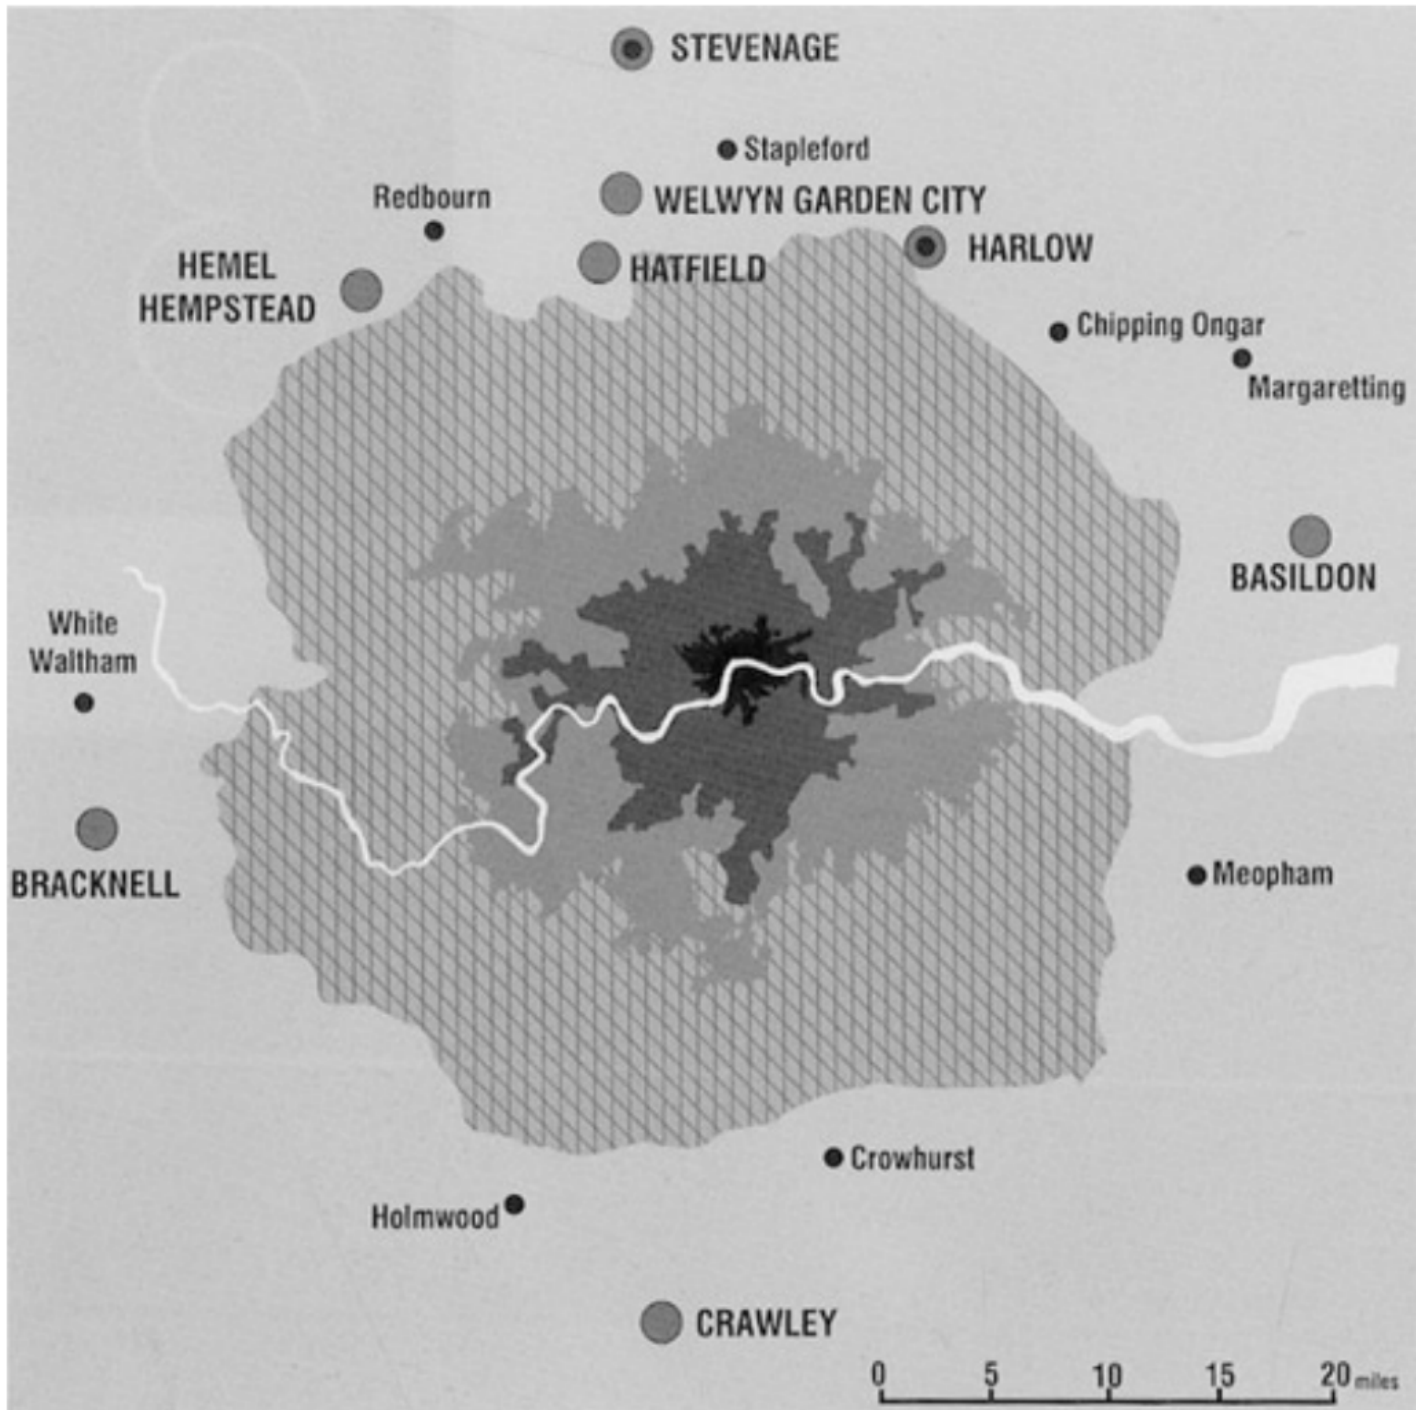 STEVENAGE
Stapleford
Redbourn
WELWYN GARDEN CITY
HEMEL
HEMPSTEAD
HATFIELD
HARLOW
Chipping Ongar
Margaretting
BASILDON
White
Waltham
BRACKNELL
Meopham
Crowhurst
Holmwood
CRAWLEY
0 5 10 15 20 miles